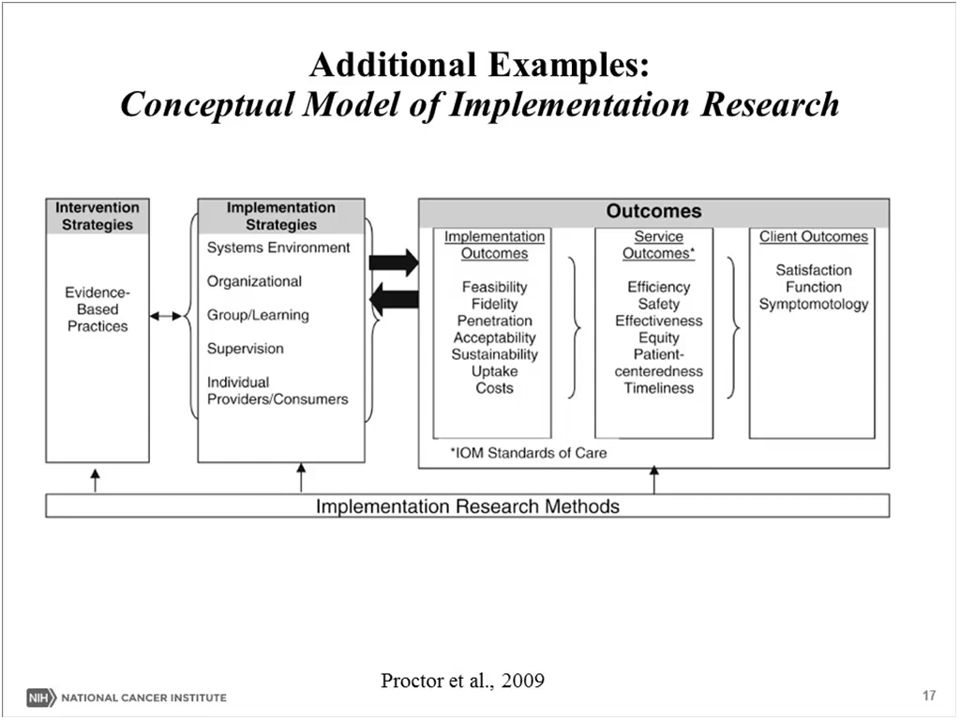 Additional Examples:
Conceptual Model of Implementation Research
Intervention
Strategies
Evidence-
Based
Practices
Implementation
Strategies
Systems Environment
Organizational
Group/Learning
Supervision
Individual
Providers/Consumers
Outcomes
Implementation
Outcomes
Feasibility
Fidelity
Penetration
Acceptability
Sustainability
Uptake
Costs
Service
Outcomes*
Efficiency
Safety
Effectiveness
Equity
Patient-
centeredness
Timeliness
Client Outcomes
Satisfaction
Function
Symptomotology
*IOM Standards of Care
Implementation Research Methods
Proctor et al., 2009
NIH NATIONAL CANCER INSTITUTE
17